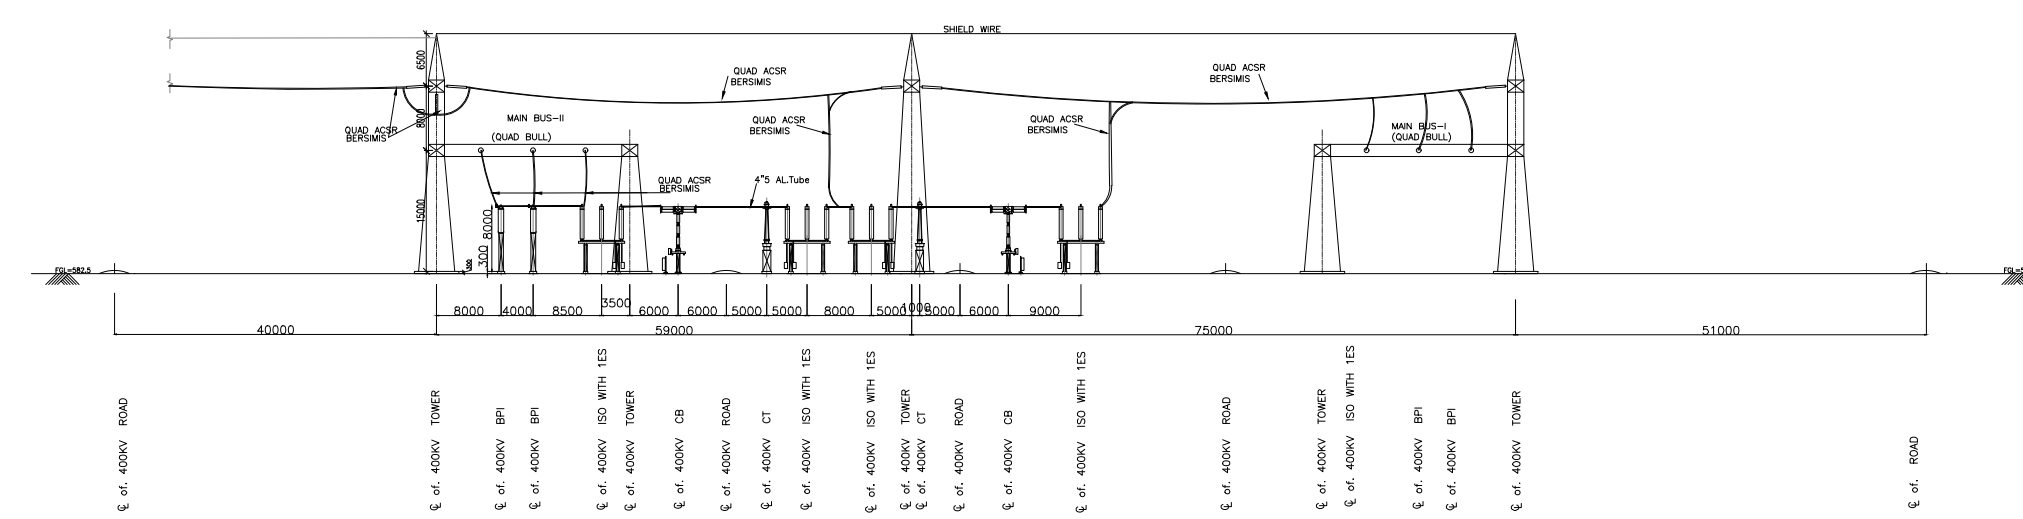 SHIELD WIRE
6500
QUAD ACSR
BERSIMIS
QUAD ACSR
BERSIMIS
8000
QUAD ACSR
BERSIMIS
MAIN BUS-II
(QUAD BULL)
QUAD ACSR
BERSIMIS
QUAD ACSR
BERSIMIS
MAIN BUS-I
(QUAD BULL)
QUAD ACSR
BERSIMIS
4"5 AL.Tube
15000
8000
300
FGL=582.5
8000
4000
8500
3500
6000
6000
5000
5000
8000
5000
1000
5000
6000
9000
40000
59000
75000
51000
℄ of. 400KV ROAD
℄ of. 400KV TOWER
℄ of. 400KV BPI
℄ of. 400KV BPI
℄ of. 400KV ISO WITH 1ES
℄ of. 400KV TOWER
℄ of. 400KV CB
℄ of. 400KV ROAD
℄ of. 400KV CT
℄ of. 400KV ISO WITH 1ES
℄ of. 400KV ISO WITH 1ES
℄ of. 400KV TOWER
℄ of. 400KV CT
℄ of. 400KV ROAD
℄ of. 400KV CB
℄ of. 400KV ISO WITH 1ES
℄ of. 400KV ROAD
℄ of. 400KV TOWER
℄ of. 400KV ISO WITH 1ES
℄ of. 400KV BPI
℄ of. 400KV BPI
℄ of. 400KV TOWER
℄ of. ROAD